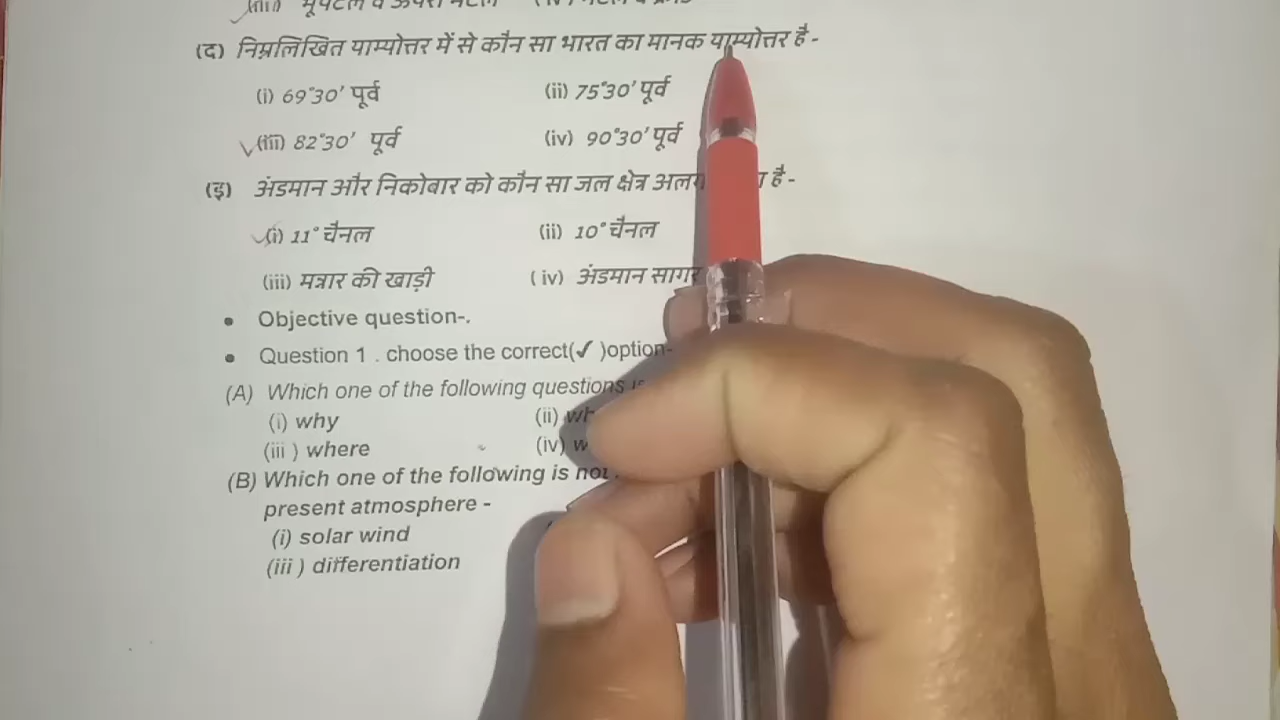 (द) निम्नलिखित याम्योत्तर में से कौन सा भारत का मानक याम्योत्तर है -
(i) 69°30' पूर्व (ii) 75°30' पूर्व
(iii) 82°30' पूर्व (iv) 90°30' पूर्व
(इ) अंडमान और निकोबार को कौन सा जल क्षेत्र है -
(i) 11° चैनल (ii) 10° चैनल
(iii) मन्नार की खाड़ी (iv) अंडमान सागर
• Objective question-.
• Question 1 . choose the correct(✓ )option-
(A) Which one of the following questions
(i) why (ii)
(iii ) where (iv)
(B) Which one of the following is
present atmosphere -
(i) solar wind
(iii ) differentiation